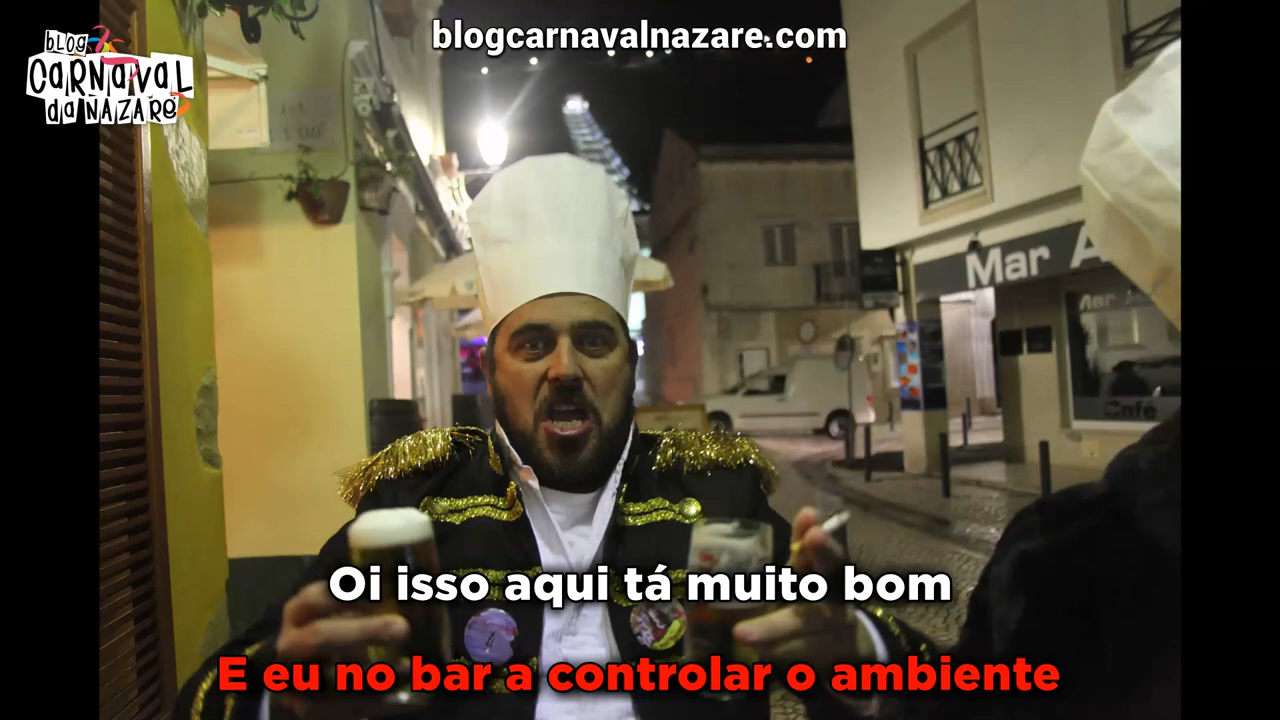 blogcarnavalnazare.com
BLOG
CARNAVAL
da NAZARÉ
Mar
Mar
Café
Oi isso aqui tá muito bom
E eu no bar a controlar o ambiente